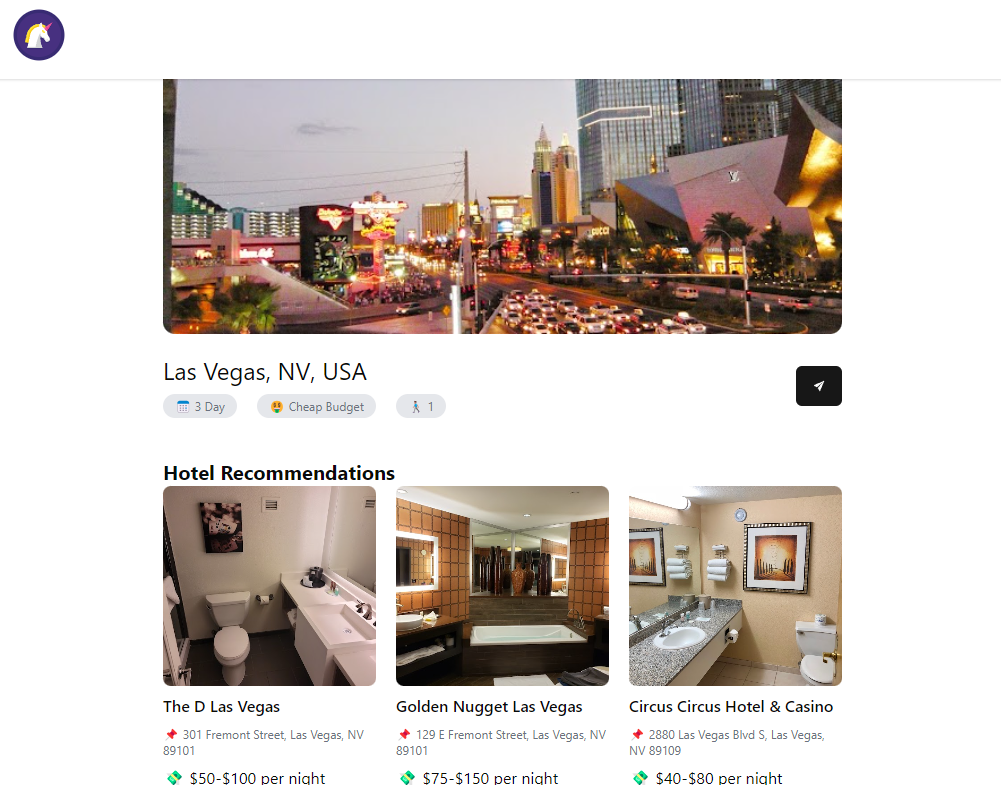 GUCCI
Las Vegas, NV, USA
3 Day
Cheap Budget
1
Hotel Recommendations
The D Las Vegas
Golden Nugget Las Vegas
Circus Circus Hotel & Casino
301 Fremont Street, Las Vegas, NV
89101
129 E Fremont Street, Las Vegas, NV
89101
2880 Las Vegas Blvd S, Las Vegas,
NV 89109
$50-$100 per night
$75-$150 per night
$40-$80 per night